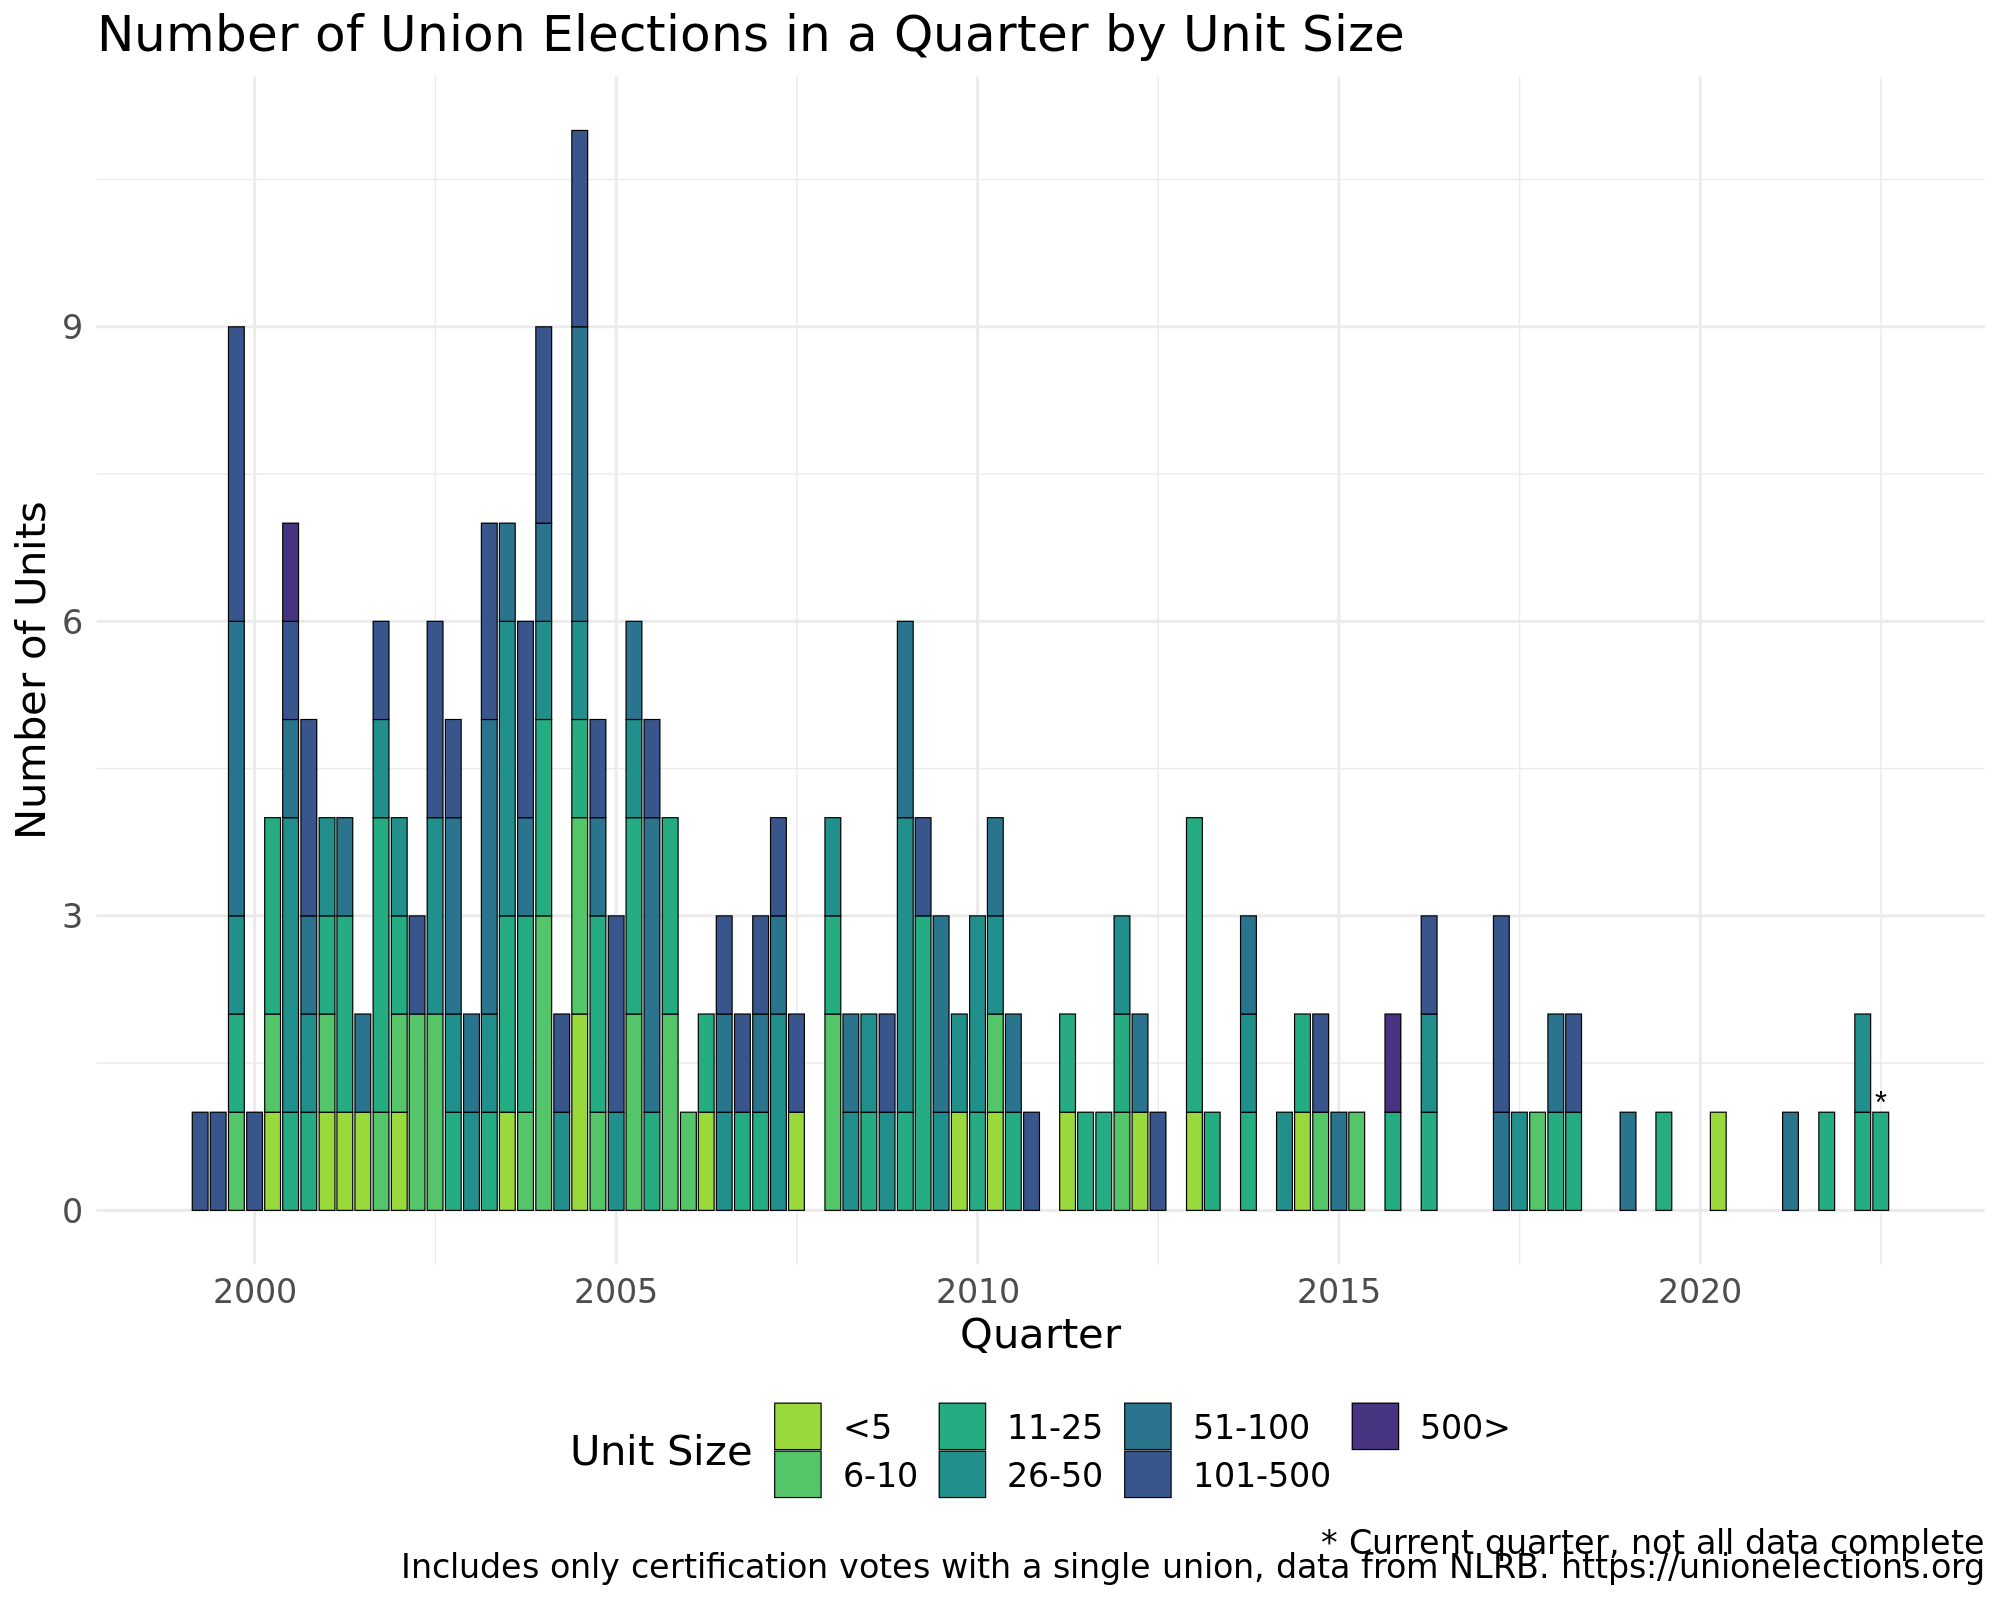 Number of Union Elections in a Quarter by Unit Size
Number of Units
9
6
3
0
*
2000 2005 2010 2015 2020
Quarter
Unit Size
<5 11-25 51-100 500>
6-10 26-50 101-500
* Current quarter, not all data complete
Includes only certification votes with a single union, data from NLRB. https://unionelections.org